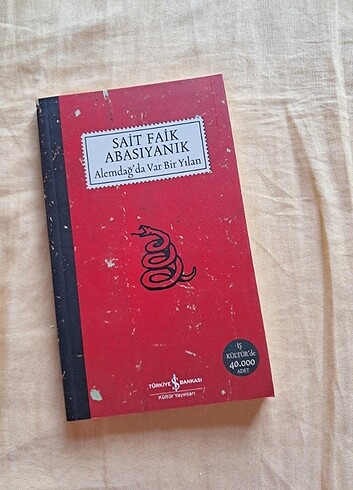 SAİT FAİK
ABASIYANIK
Alemdağ'da Var Bir Yılan
İŞ
KÜLTÜR'de
40.000
ADET
TÜRKİYE İŞ BANKASI
Kültür Yayınları